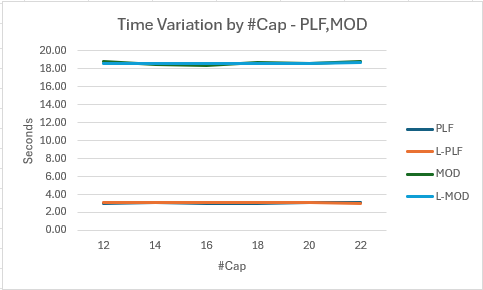 Time Variation by #Cap - PLF,MOD
20.00
18.00
16.00
14.00
12.00
10.00
8.00
6.00
4.00
2.00
0.00
Seconds
12 14 16 18 20 22
#Cap
PLF
L-PLF
MOD
L-MOD